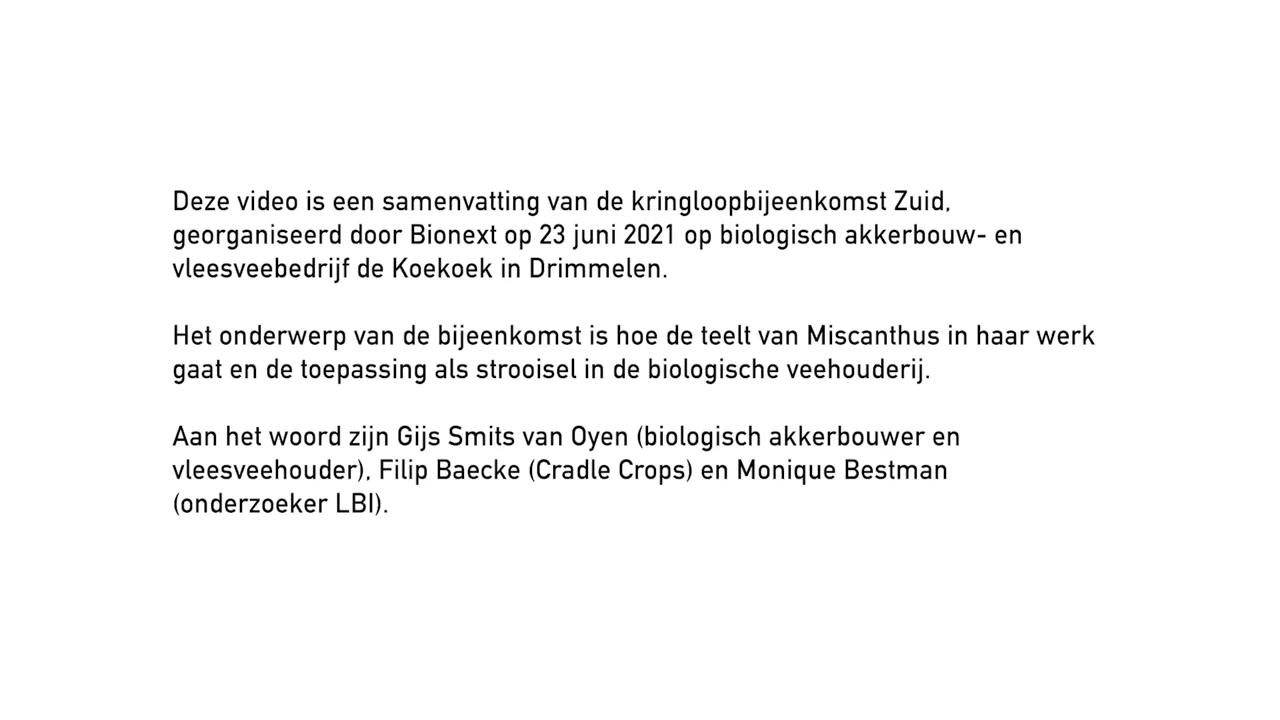 Deze video is een samenvatting van de kringloopbijeenkomst Zuid,
georganiseerd door Bionext op 23 juni 2021 op biologisch akkerbouw- en
vleesveebedrijf de Koekoek in Drimmelen.
Het onderwerp van de bijeenkomst is hoe de teelt van Miscanthus in haar werk
gaat en de toepassing als strooisel in de biologische veehouderij.
Aan het woord zijn Gijs Smits van Oyen (biologisch akkerbouwer en
vleesveehouder), Filip Baecke (Cradle Crops) en Monique Bestman
(onderzoeker LBI).